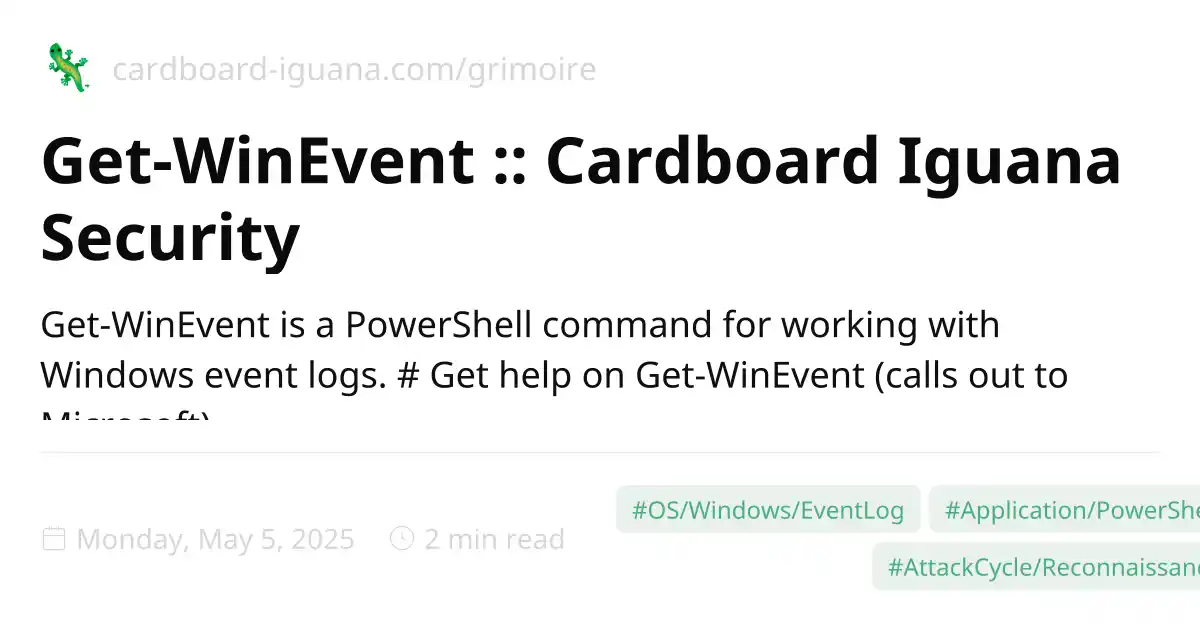 cardboard-iguana.com/grimoire
Get-WinEvent :: Cardboard Iguana
Security
Get-WinEvent is a PowerShell command for working with
Windows event logs. # Get help on Get-WinEvent (calls out to
Microsoft)
#OS/Windows/EventLog
#Application/PowerShe
Monday, May 5, 2025
2 min read
#AttackCycle/Reconnaissan